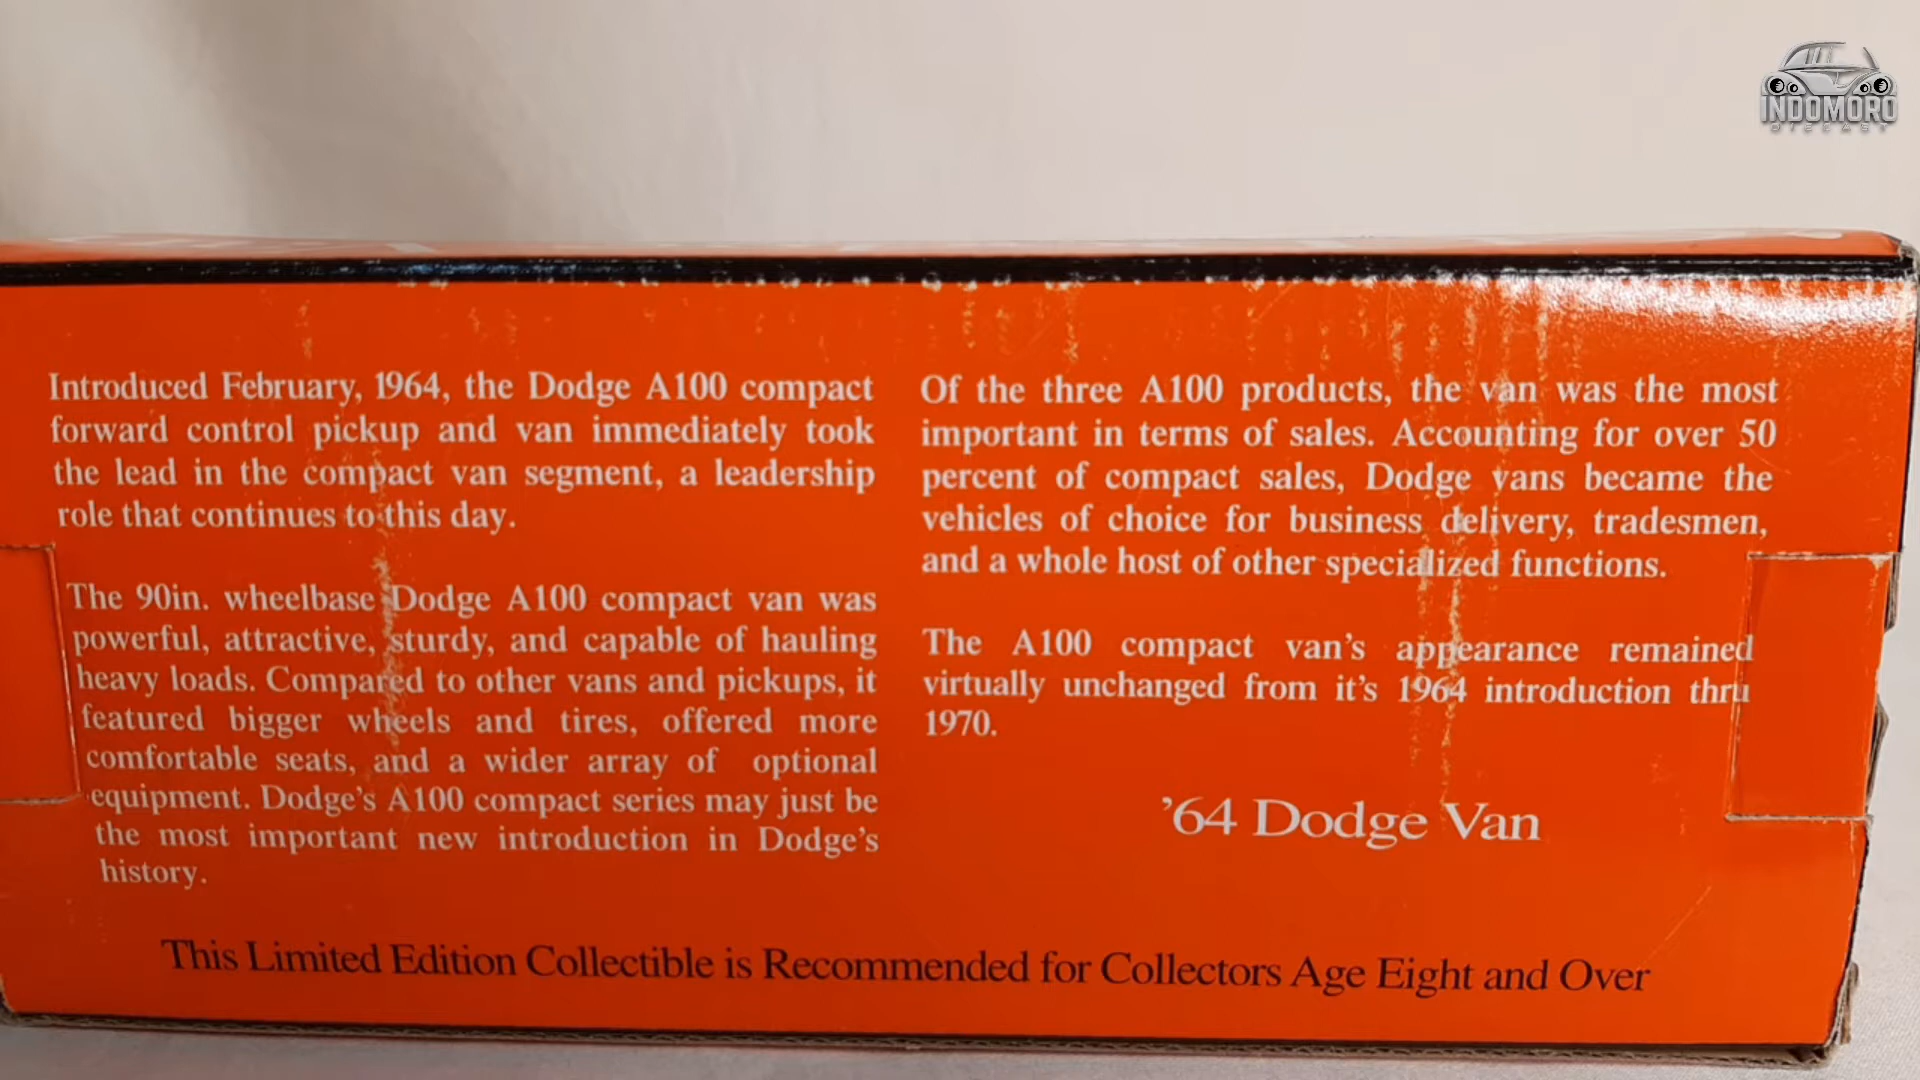 INDOMORO
DIECAST
Introduced February, 1964, the Dodge A100 compact
forward control pickup and van immediately took
the lead in the compact van segment, a leadership
role that continues to this day.
The 90in. wheelbase Dodge A100 compact van was
powerful, attractive, sturdy, and capable of hauling
heavy loads. Compared to other vans and pickups, it
featured bigger wheels and tires, offered more
comfortable seats, and a wider array of optional
equipment. Dodge's A100 compact series may just be
the most important new introduction in Dodge's
history.
Of the three A100 products, the van was the most
important in terms of sales. Accounting for over 50
percent of compact sales, Dodge vans became the
vehicles of choice for business delivery, tradesmen,
and a whole host of other specialized functions.
The A100 compact van's appearance remained
virtually unchanged from it's 1964 introduction thru
1970.
'64 Dodge Van
This Limited Edition Collectible is Recommended for Collectors Age Eight and Over